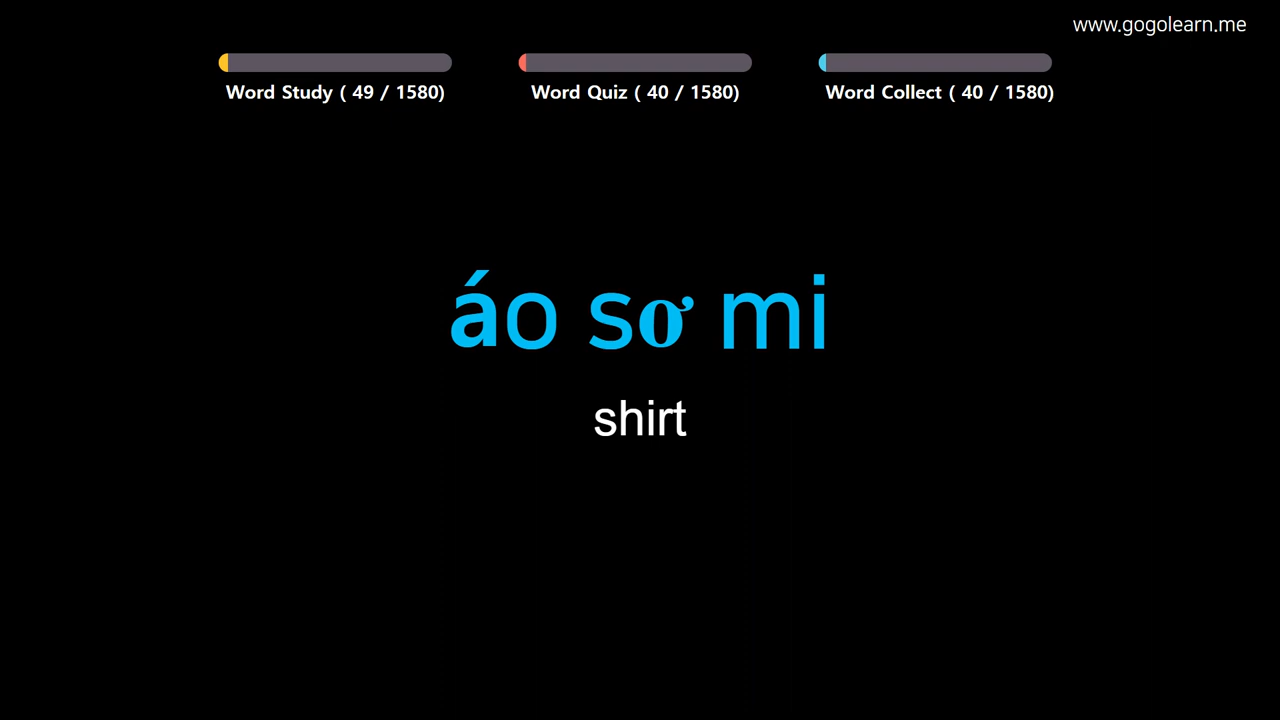 www.gogolearn.me
Word Study ( 49 / 1580)
Word Quiz ( 40 / 1580)
Word Collect ( 40 / 1580)
áo sơ mi
shirt